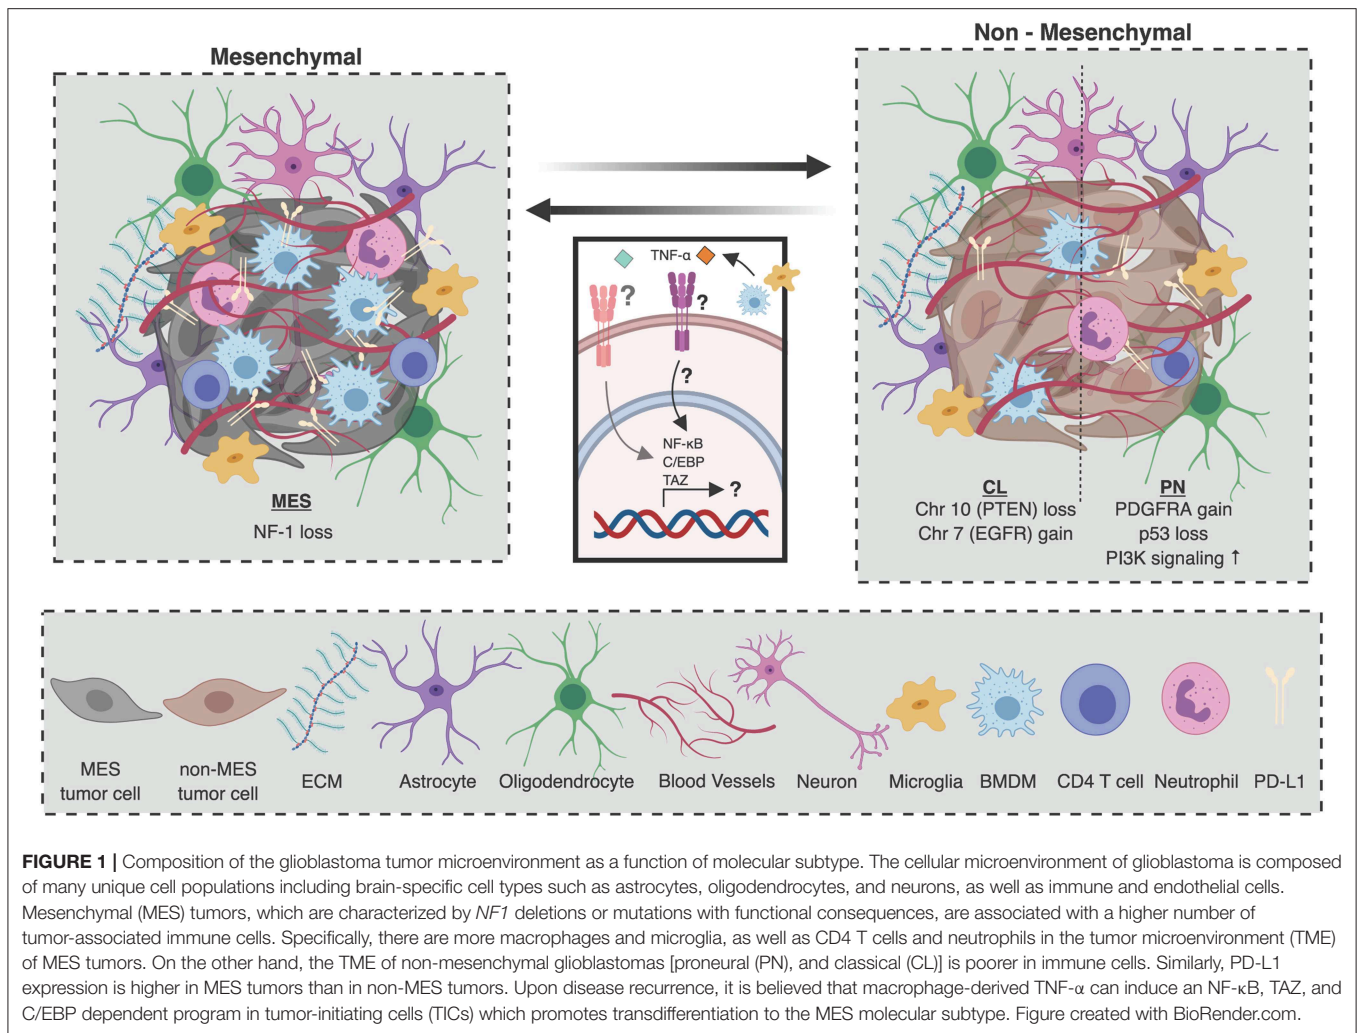 Mesenchymal
Non - Mesenchymal
TNF-α
?
?
?
NF-κB
C/EBP
TAZ
?
MES
NF-1 loss
CL
Chr 10 (PTEN) loss
Chr 7 (EGFR) gain
PN
PDGFRA gain
p53 loss
PI3K signaling ↑
MES
tumor cell
non-MES
tumor cell
ECM
Astrocyte
Oligodendrocyte
Blood Vessels
Neuron
Microglia
BMDM
CD4 T cell
Neutrophil
PD-L1
FIGURE 1 | Composition of the glioblastoma tumor microenvironment as a function of molecular subtype. The cellular microenvironment of glioblastoma is composed
of many unique cell populations including brain-specific cell types such as astrocytes, oligodendrocytes, and neurons, as well as immune and endothelial cells.
Mesenchymal (MES) tumors, which are characterized by NF1 deletions or mutations with functional consequences, are associated with a higher number of
tumor-associated immune cells. Specifically, there are more macrophages and microglia, as well as CD4 T cells and neutrophils in the tumor microenvironment (TME)
of MES tumors. On the other hand, the TME of non-mesenchymal glioblastomas [proneural (PN), and classical (CL)] is poorer in immune cells. Similarly, PD-L1
expression is higher in MES tumors than in non-MES tumors. Upon disease recurrence, it is believed that macrophage-derived TNF-α can induce an NF-κB, TAZ, and
C/EBP dependent program in tumor-initiating cells (TICs) which promotes transdifferentiation to the MES molecular subtype. Figure created with BioRender.com.